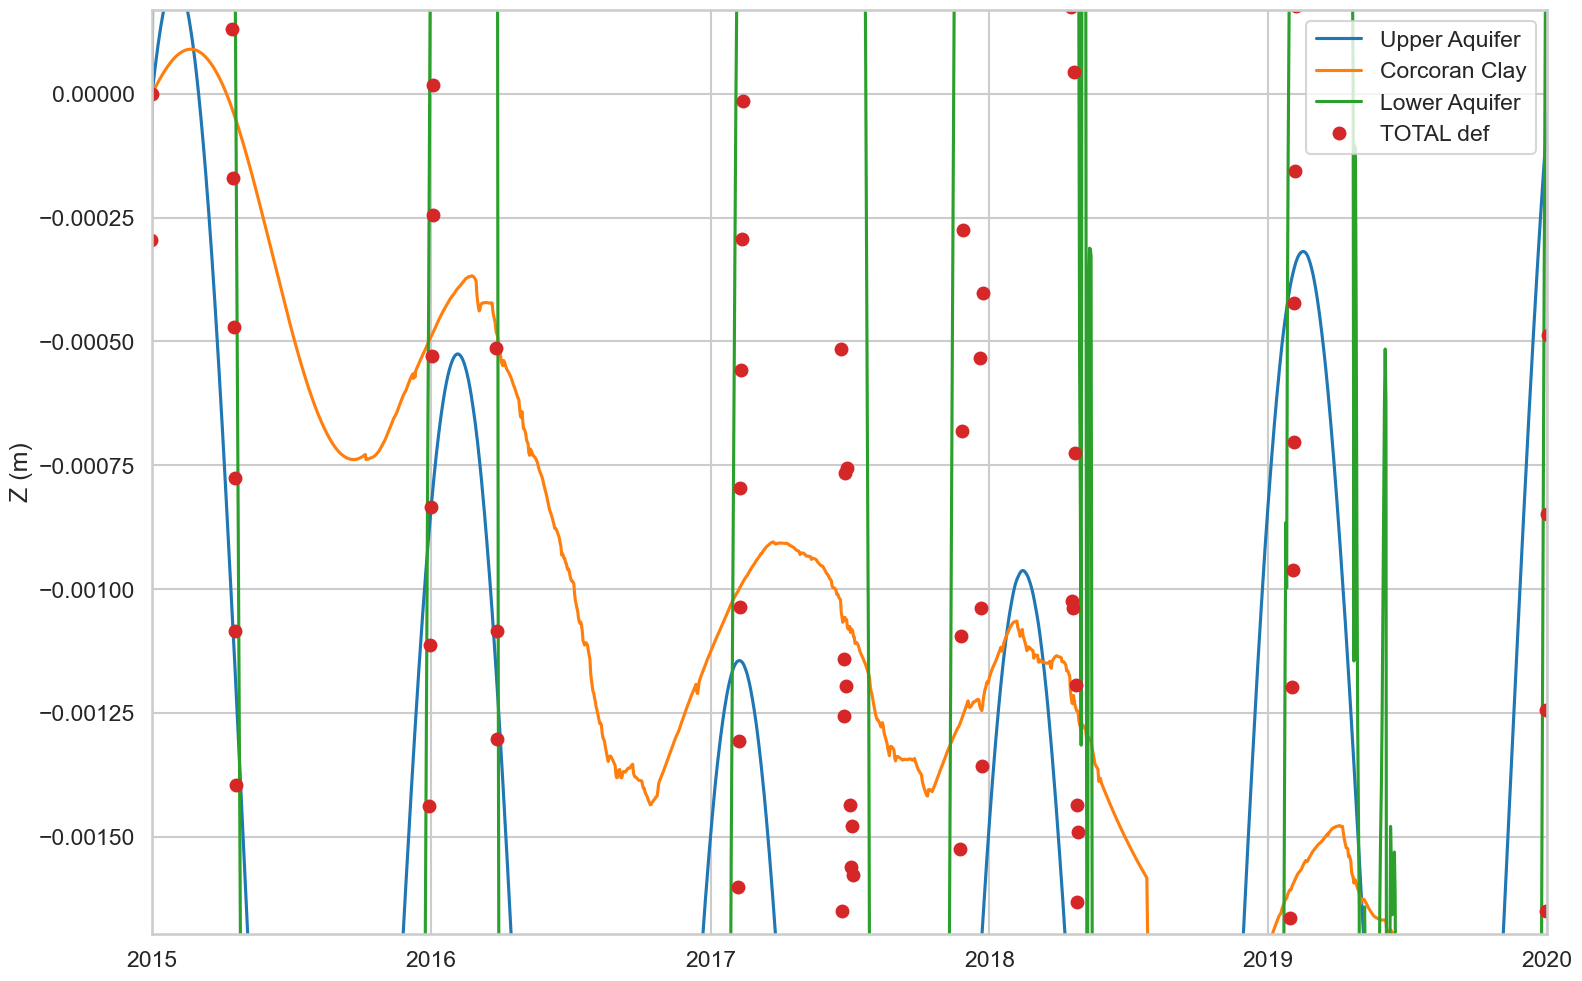 Upper Aquifer
Corcoran Clay
Lower Aquifer
TOTAL def
Z (m)
0.00000
−0.00025
−0.00050
−0.00075
−0.00100
−0.00125
−0.00150
2015
2016
2017
2018
2019
2020